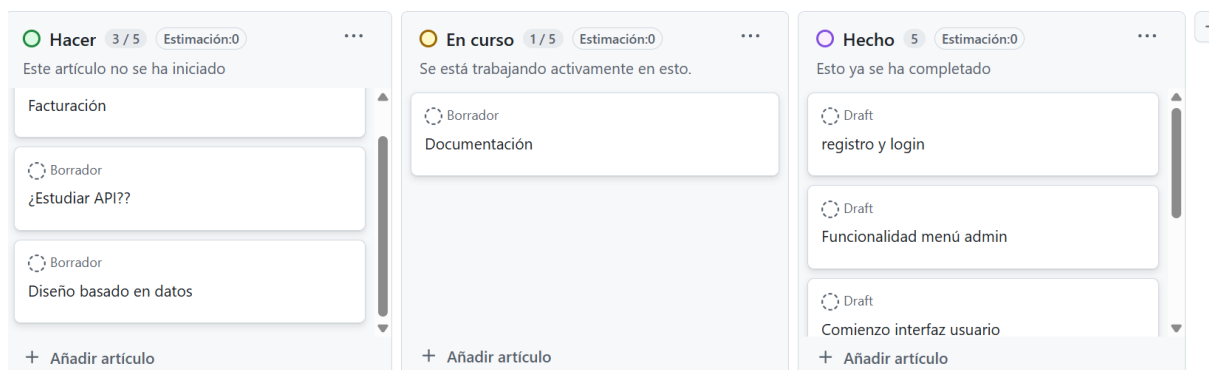 Hacer 3 / 5 Estimación:0 ...
Este artículo no se ha iniciado
Facturación
Borrador
¿Estudiar API??
Borrador
Diseño basado en datos
+ Añadir artículo
En curso 1 / 5 Estimación:0 ...
Se está trabajando activamente en esto.
Borrador
Documentación
+ Añadir artículo
Hecho 5 Estimación:0 ...
Esto ya se ha completado
Draft
registro y login
Draft
Funcionalidad menú admin
Draft
Comienzo interfaz usuario
+ Añadir artículo